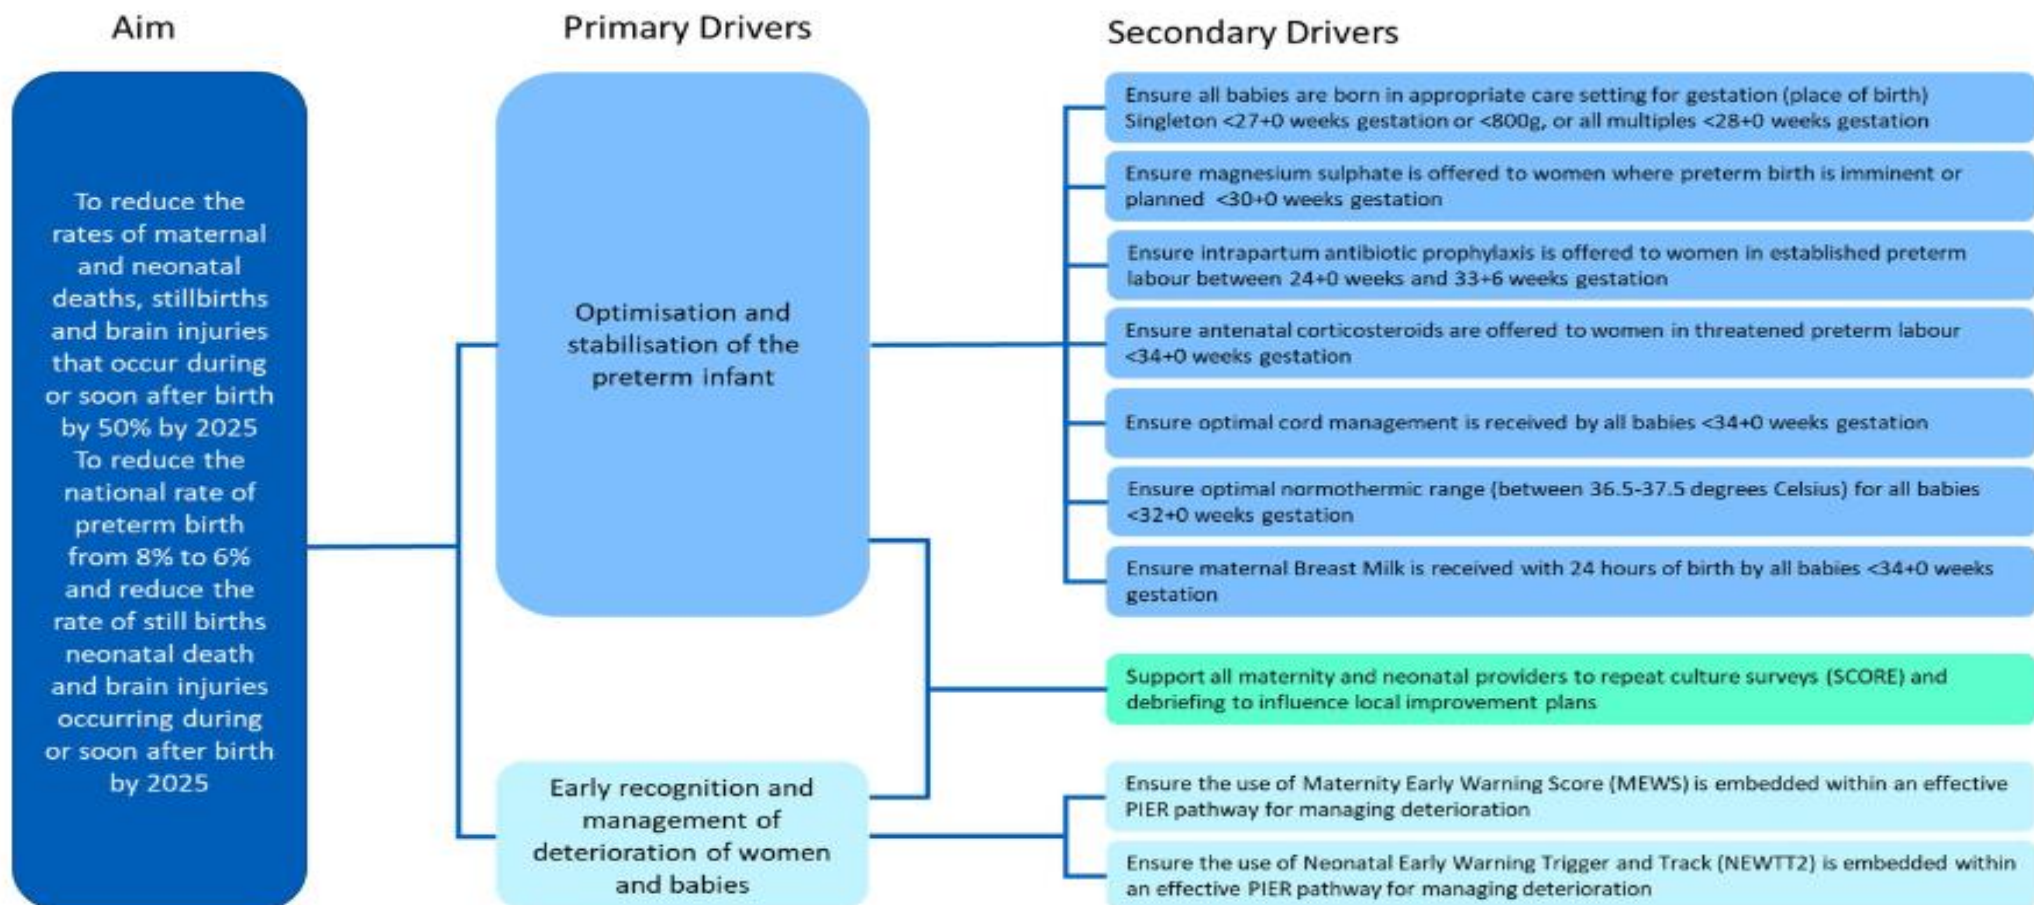 Aim
Primary Drivers
Secondary Drivers
To reduce the
rates of maternal
and neonatal
deaths, stillbirths
and brain injuries
that occur during
or soon after birth
by 50% by 2025
To reduce the
national rate of
preterm birth
from 8% to 6%
and reduce the
rate of still births
neonatal death
and brain injuries
occurring during
or soon after birth
by 2025
Optimisation and
stabilisation of the
preterm infant
Early recognition and
management of
deterioration of women
and babies
Ensure all babies are born in appropriate care setting for gestation (place of birth)
Singleton <27+0 weeks gestation or <800g, or all multiples <28+0 weeks gestation
Ensure magnesium sulphate is offered to women where preterm birth is imminent or
planned <30+0 weeks gestation
Ensure intrapartum antibiotic prophylaxis is offered to women in established preterm
labour between 24+0 weeks and 33+6 weeks gestation
Ensure antenatal corticosteroids are offered to women in threatened preterm labour
<34+0 weeks gestation
Ensure optimal cord management is received by all babies <34+0 weeks gestation
Ensure optimal normothermic range (between 36.5-37.5 degrees Celsius) for all babies
<32+0 weeks gestation
Ensure maternal Breast Milk is received with 24 hours of birth by all babies <34+0 weeks
gestation
Support all maternity and neonatal providers to repeat culture surveys (SCORE) and
debriefing to influence local improvement plans
Ensure the use of Maternity Early Warning Score (MEWS) is embedded within an effective
PIER pathway for managing deterioration
Ensure the use of Neonatal Early Warning Trigger and Track (NEWTT2) is embedded within
an effective PIER pathway for managing deterioration